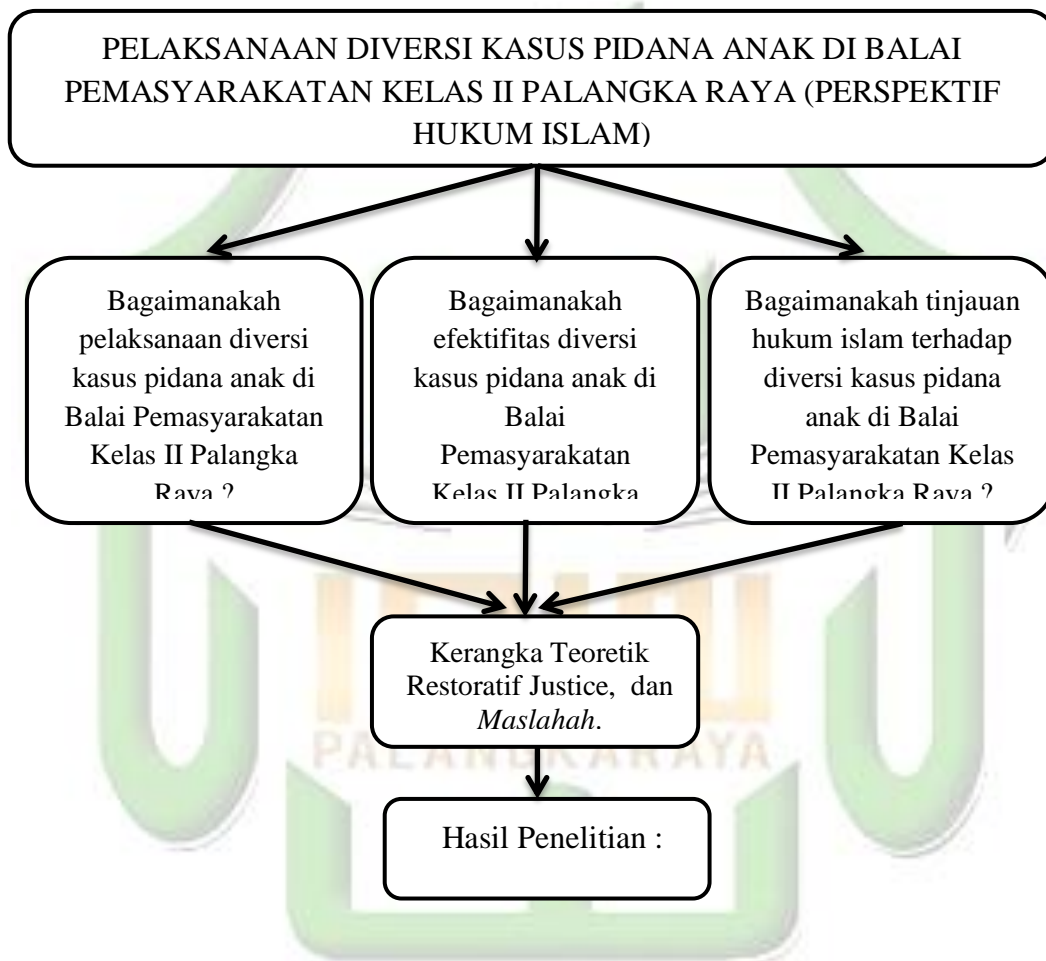 PELAKSANAAN DIVERSI KASUS PIDANA ANAK DI BALAI
PEMASYARAKATAN KELAS II PALANGKA RAYA (PERSPEKTIF
HUKUM ISLAM)
Bagaimanakah
pelaksanaan diversi
kasus pidana anak di
Balai Pemasyarakatan
Kelas II Palangka
Raya ?
Bagaimanakah
efektifitas diversi
kasus pidana anak di
Balai
Pemasyarakatan
Kelas II Palangka
Bagaimanakah tinjauan
hukum islam terhadap
diversi kasus pidana
anak di Balai
Pemasyarakatan Kelas
II Palangka Raya ?
Kerangka Teoretik
Restoratif Justice, dan
Maslahah.
PALANGKARAYA
Hasil Penelitian :